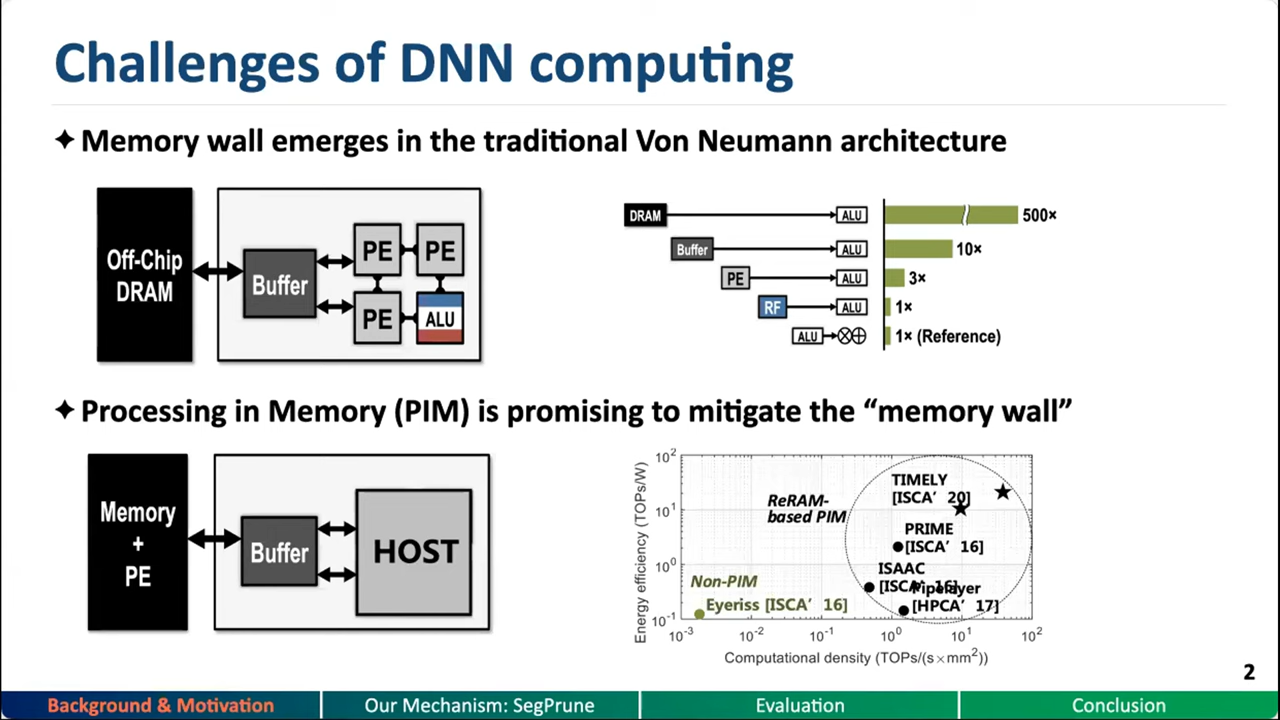 Challenges of DNN computing
✦ Memory wall emerges in the traditional Von Neumann architecture
Off-Chip
DRAM
Buffer
PE
PE
PE
ALU
DRAM
ALU
500×
Buffer
ALU
10×
PE
ALU
3×
RF
ALU
1×
ALU
1× (Reference)
✦ Processing in Memory (PIM) is promising to mitigate the “memory wall”
Memory
+
PE
Buffer
HOST
Energy efficiency (TOPs/W)
10²
10¹
10⁰
10⁻¹
TIMELY
[ISCA’ 20]
ReRAM-
based PIM
PRIME
[ISCA’ 16]
ISAAC
[ISCA’ 16]
Pipelayer
[HPCA’ 17]
Non-PIM
Eyeriss [ISCA’ 16]
10⁻³
10⁻²
10⁻¹
10⁰
10¹
10²
Computational density (TOPs/(s×mm²))
2
Background & Motivation
Our Mechanism: SegPrune
Evaluation
Conclusion